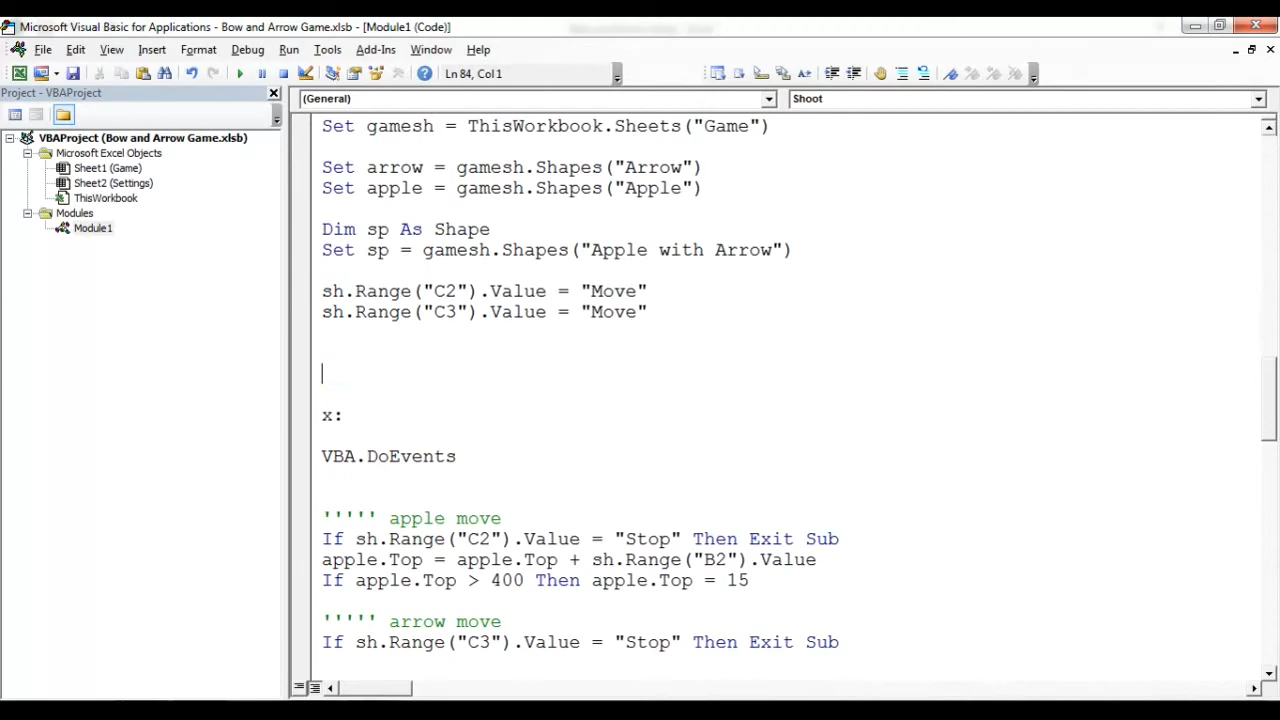 Microsoft Visual Basic for Applications - Bow and Arrow Game.xlsb - [Module1 (Code)]
File Edit View Insert Format Debug Run Tools Add-Ins Window Help
Ln 84, Col 1
Project - VBAProject
(General)
Shoot
VBAProject (Bow and Arrow Game.xlsb)
Microsoft Excel Objects
Sheet1 (Game)
Sheet2 (Settings)
ThisWorkbook
Modules
Module1
Set gamesh = ThisWorkbook.Sheets("Game")
Set arrow = gamesh.Shapes("Arrow")
Set apple = gamesh.Shapes("Apple")
Dim sp As Shape
Set sp = gamesh.Shapes("Apple with Arrow")
sh.Range("C2").Value = "Move"
sh.Range("C3").Value = "Move"
x:
VBA.DoEvents
''''' apple move
If sh.Range("C2").Value = "Stop" Then Exit Sub
apple.Top = apple.Top + sh.Range("B2").Value
If apple.Top > 400 Then apple.Top = 15
''''' arrow move
If sh.Range("C3").Value = "Stop" Then Exit Sub